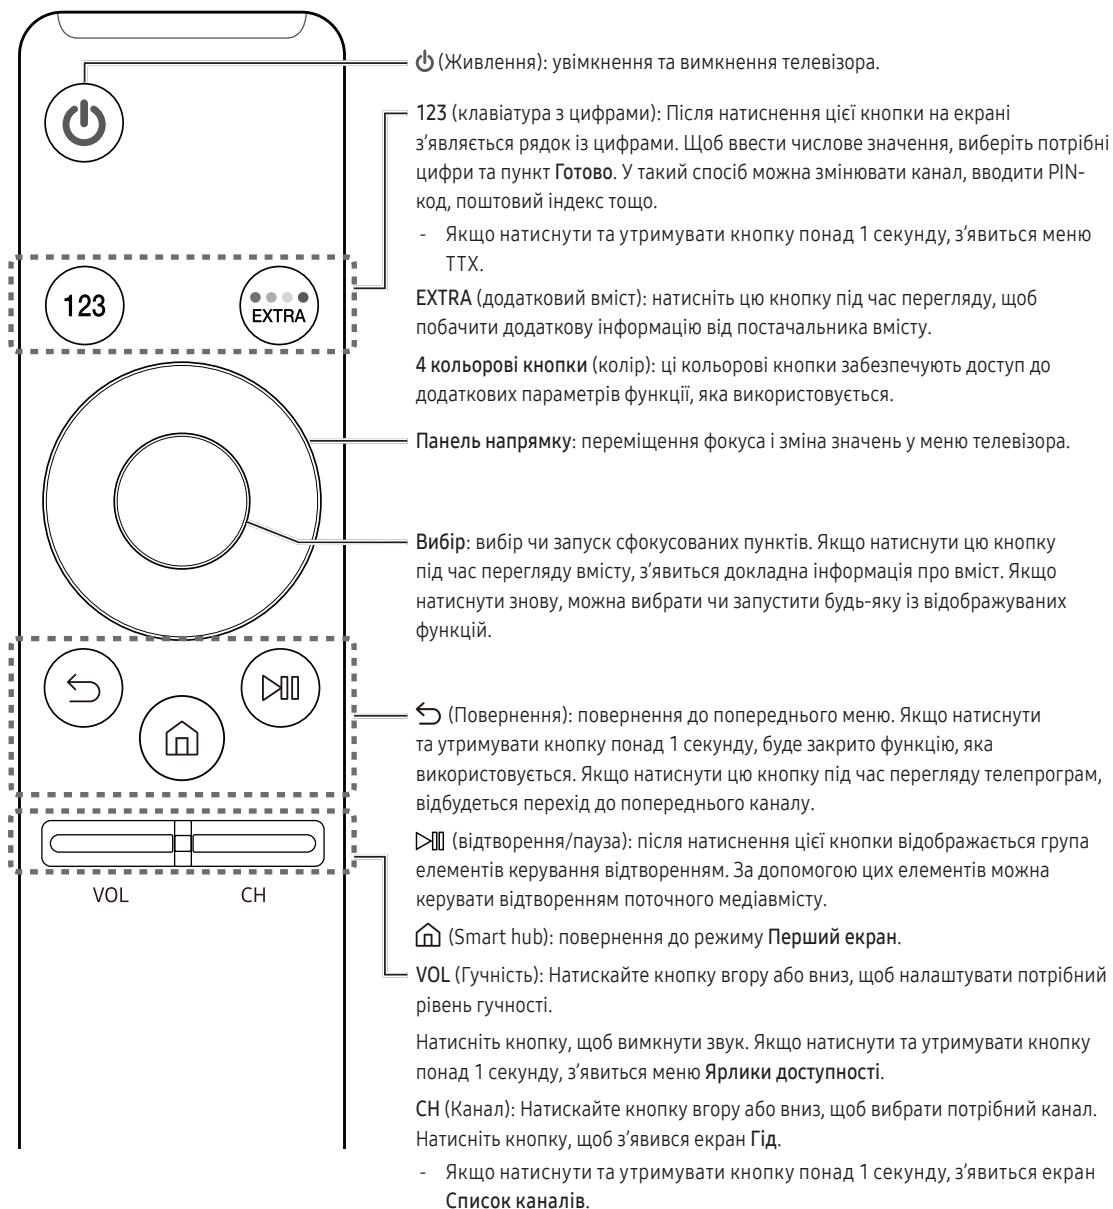 (Живлення): увімкнення та вимкнення телевізора.
123 (клавіатура з цифрами): Після натиснення цієї кнопки на екрані
з'являється рядок із цифрами. Щоб ввести числове значення, виберіть потрібні
цифри та пункт Готово. У такий спосіб можна змінювати канал, вводити PIN-
код, поштовий індекс тощо.
- Якщо натиснути та утримувати кнопку понад 1 секунду, з'явиться меню
TTX.
123
EXTRA
EXTRA (додатковий вміст): натисніть цю кнопку під час перегляду, щоб
побачити додаткову інформацію від постачальника вмісту.
4 кольорові кнопки (колір): ці кольорові кнопки забезпечують доступ до
додаткових параметрів функції, яка використовується.
Панель напрямку: переміщення фокуса і зміна значень у меню телевізора.
Вибір: вибір чи запуск сфокусованих пунктів. Якщо натиснути цю кнопку
під час перегляду вмісту, з'явиться докладна інформація про вміст. Якщо
натиснути знову, можна вибрати чи запустити будь-яку із відображуваних
функцій.
(Повернення): повернення до попереднього меню. Якщо натиснути
та утримувати кнопку понад 1 секунду, буде закрито функцію, яка
використовується. Якщо натиснути цю кнопку під час перегляду телепрограм,
відбудеться перехід до попереднього каналу.
(відтворення/пауза): після натиснення цієї кнопки відображається група
елементів керування відтворенням. За допомогою цих елементів можна
керувати відтворенням поточного медіавмісту.
VOL
CH
(Smart hub): повернення до режиму Перший екран.
VOL (Гучність): Натискайте кнопку вгору або вниз, щоб налаштувати потрібний
рівень гучності.
Натисніть кнопку, щоб вимкнути звук. Якщо натиснути та утримувати кнопку
понад 1 секунду, з'явиться меню Ярлики доступності.
CH (Канал): Натискайте кнопку вгору або вниз, щоб вибрати потрібний канал.
Натисніть кнопку, щоб з'явився екран Гід.
- Якщо натиснути та утримувати кнопку понад 1 секунду, з'явиться екран
Список каналів.